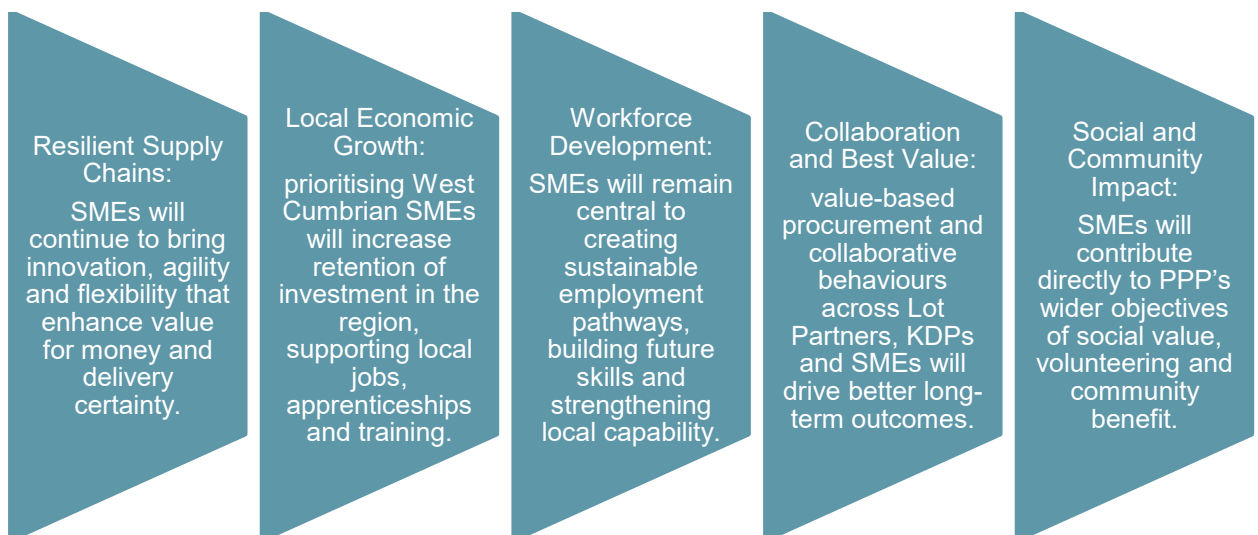 Resilient Supply
Chains:
SMEs will
continue to bring
innovation, agility
and flexibility that
enhance value
for money and
delivery
certainty.
Local Economic
Growth:
prioritising West
Cumbrian SMEs
will increase
retention of
investment in the
region,
supporting local
jobs,
apprenticeships
and training.
Workforce
Development:
SMEs will remain
central to
creating
sustainable
employment
pathways,
building future
skills and
strengthening
local capability.
Collaboration
and Best Value:
value-based
procurement and
collaborative
behaviours
across Lot
Partners, KDPs
and SMEs will
drive better long-
term outcomes.
Social and
Community
Impact:
SMEs will
contribute
directly to PPP’s
wider objectives
of social value,
volunteering and
community
benefit.